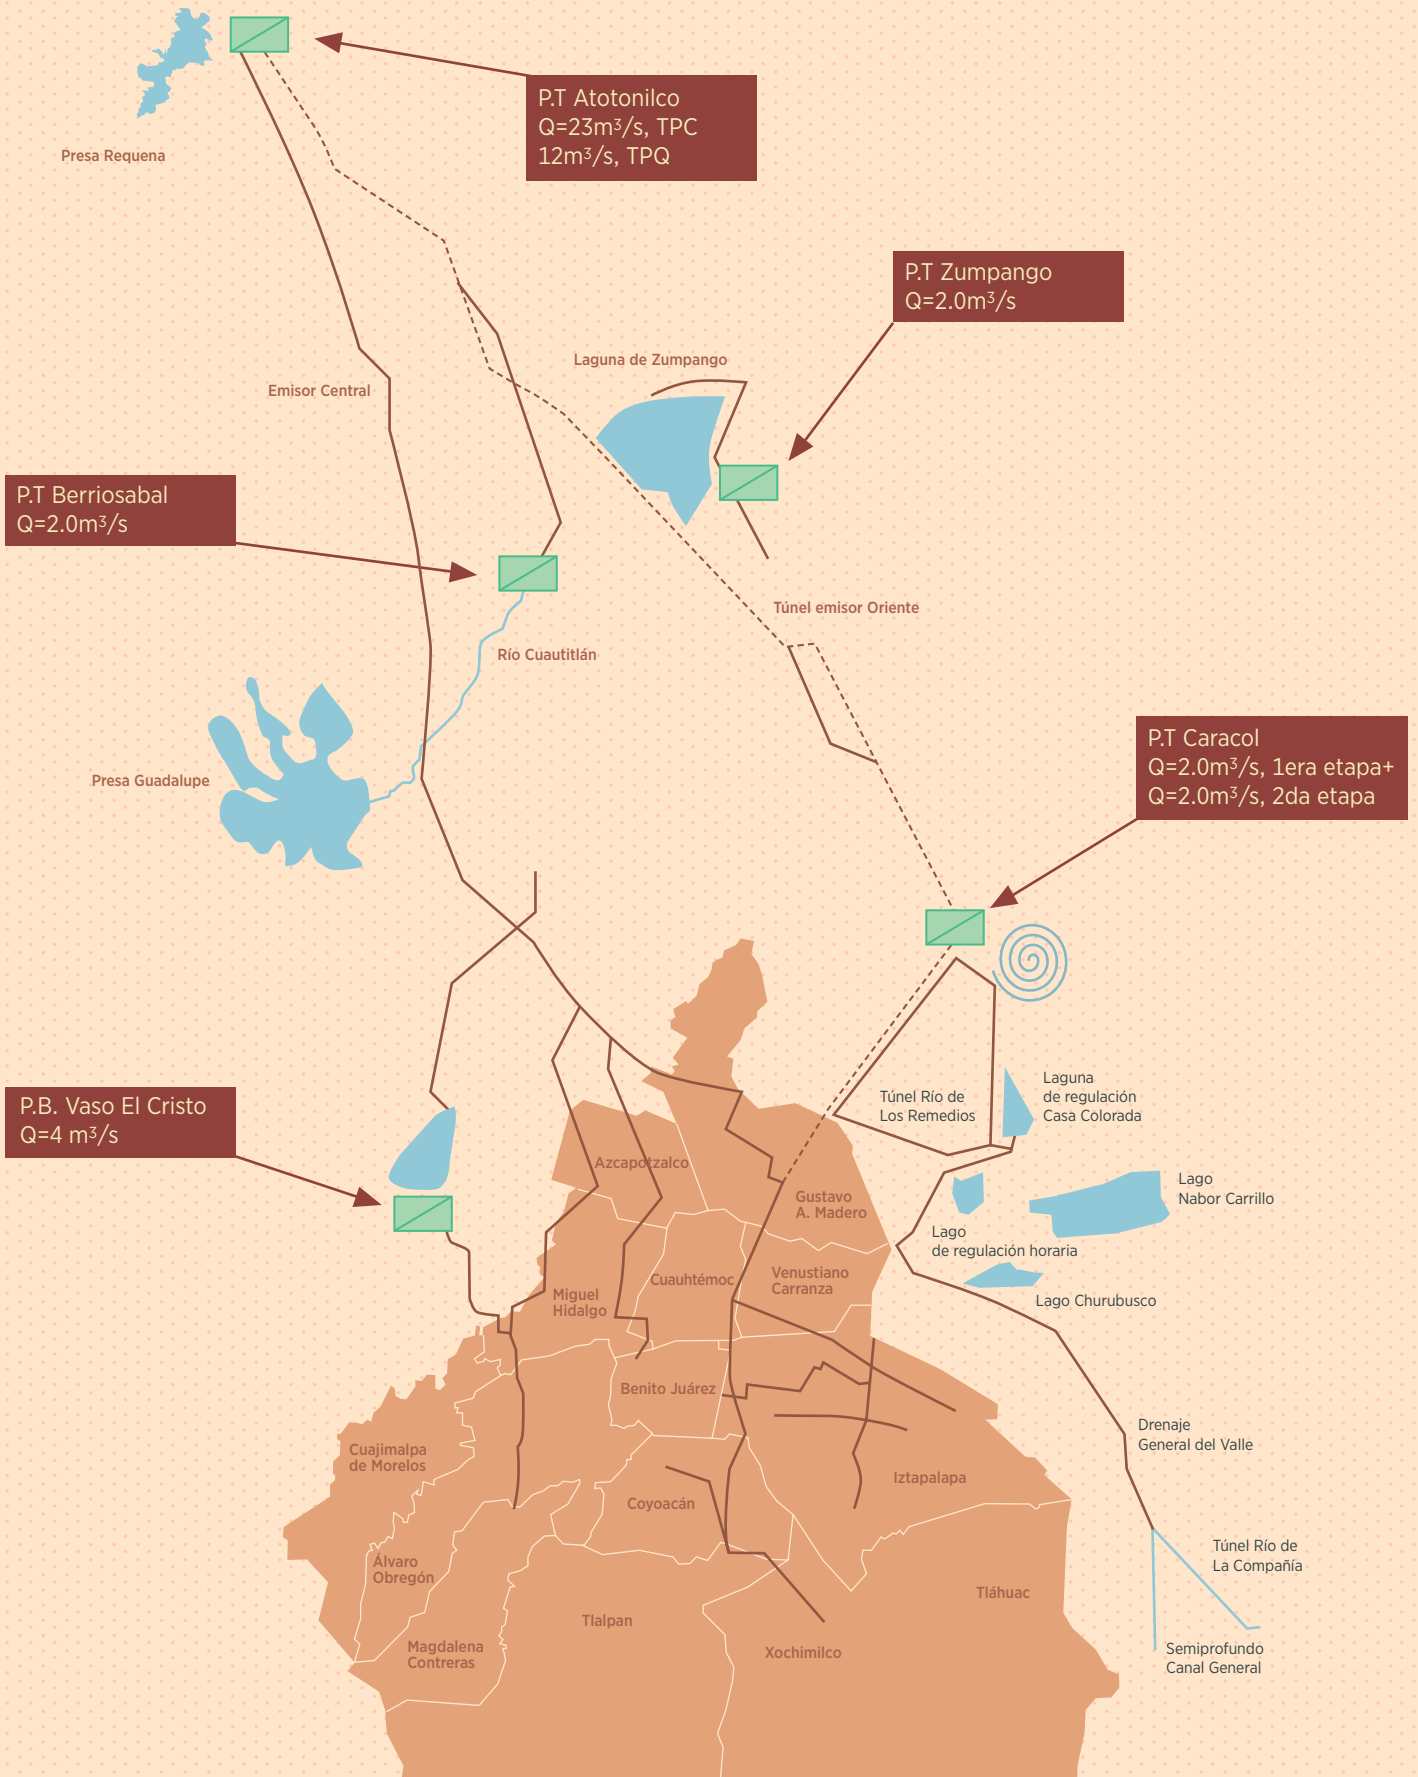 P.T Atotonilco
Q=23m³/s, TPC
12m³/s, TPQ
Presa Requena
P.T Zumpango
Q=2.0m³/s
Laguna de Zumpango
Emisor Central
P.T Berriosabal
Q=2.0m³/s
Túnel emisor Oriente
Río Cuautitlán
P.T Caracol
Q=2.0m³/s, 1era etapa+
Q=2.0m³/s, 2da etapa
Presa Guadalupe
P.B. Vaso El Cristo
Q=4 m³/s
Túnel Río de
Los Remedios
Laguna
de regulación
Casa Colorada
Azcapotzalco
Gustavo
A. Madero
Lago
Nabor Carrillo
Lago
de regulación horaria
Cuauhtémoc
Venustiano
Carranza
Miguel
Hidalgo
Lago Churubusco
Benito Juárez
Cuajimalpa
de Morelos
Drenaje
General del Valle
Iztapalapa
Coyoacán
Álvaro
Obregón
Túnel Río de
La Compañía
Tláhuac
Tlalpan
Magdalena
Contreras
Xochimilco
Semiprofundo
Canal General